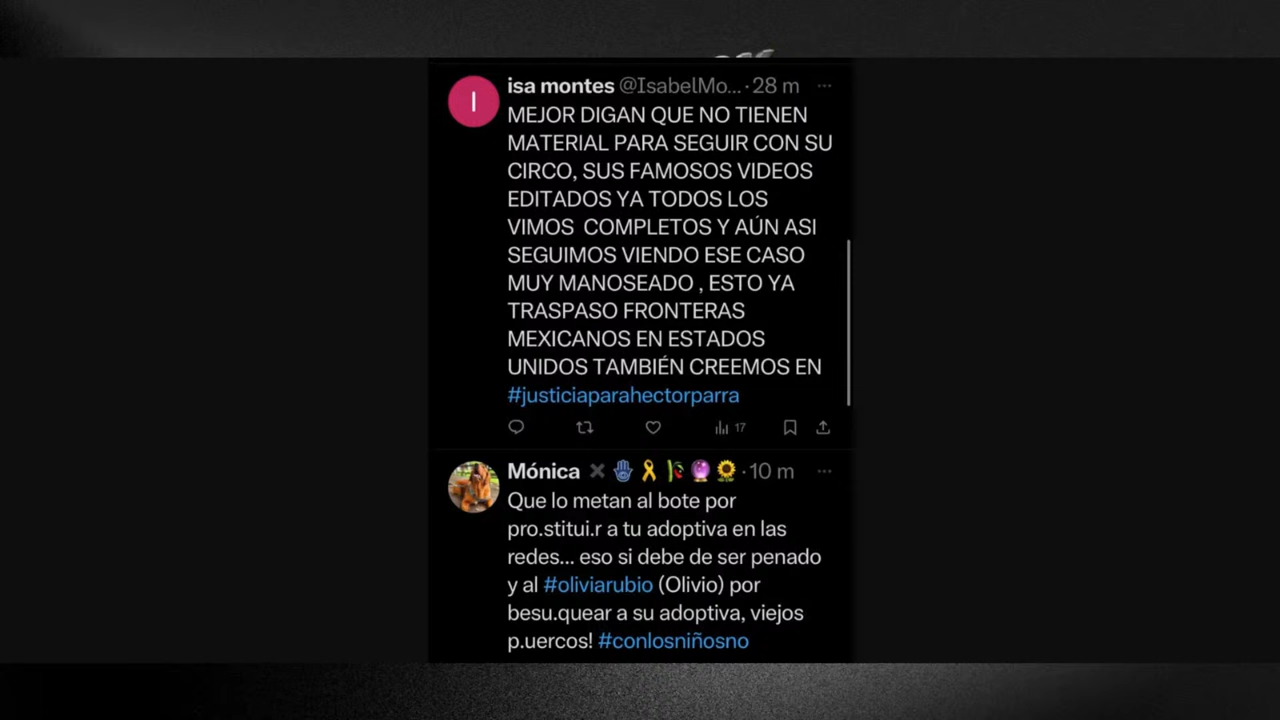 isa montes @IsabelMo... · 28 m
MEJOR DIGAN QUE NO TIENEN
MATERIAL PARA SEGUIR CON SU
CIRCO, SUS FAMOSOS VIDEOS
EDITADOS YA TODOS LOS
VIMOS COMPLETOS Y AÚN ASI
SEGUIMOS VIENDO ESE CASO
MUY MANOSEADO , ESTO YA
TRASPASO FRONTERAS
MEXICANOS EN ESTADOS
UNIDOS TAMBIÉN CREEMOS EN
#justiciaparahectorparra
17
Mónica · 10 m
Que lo metan al bote por
pro.stitui.r a tu adoptiva en las
redes... eso si debe de ser penado
y al #oliviarubio (Olivio) por
besu.quear a su adoptiva, viejos
p.uercos! #conlosniñosno